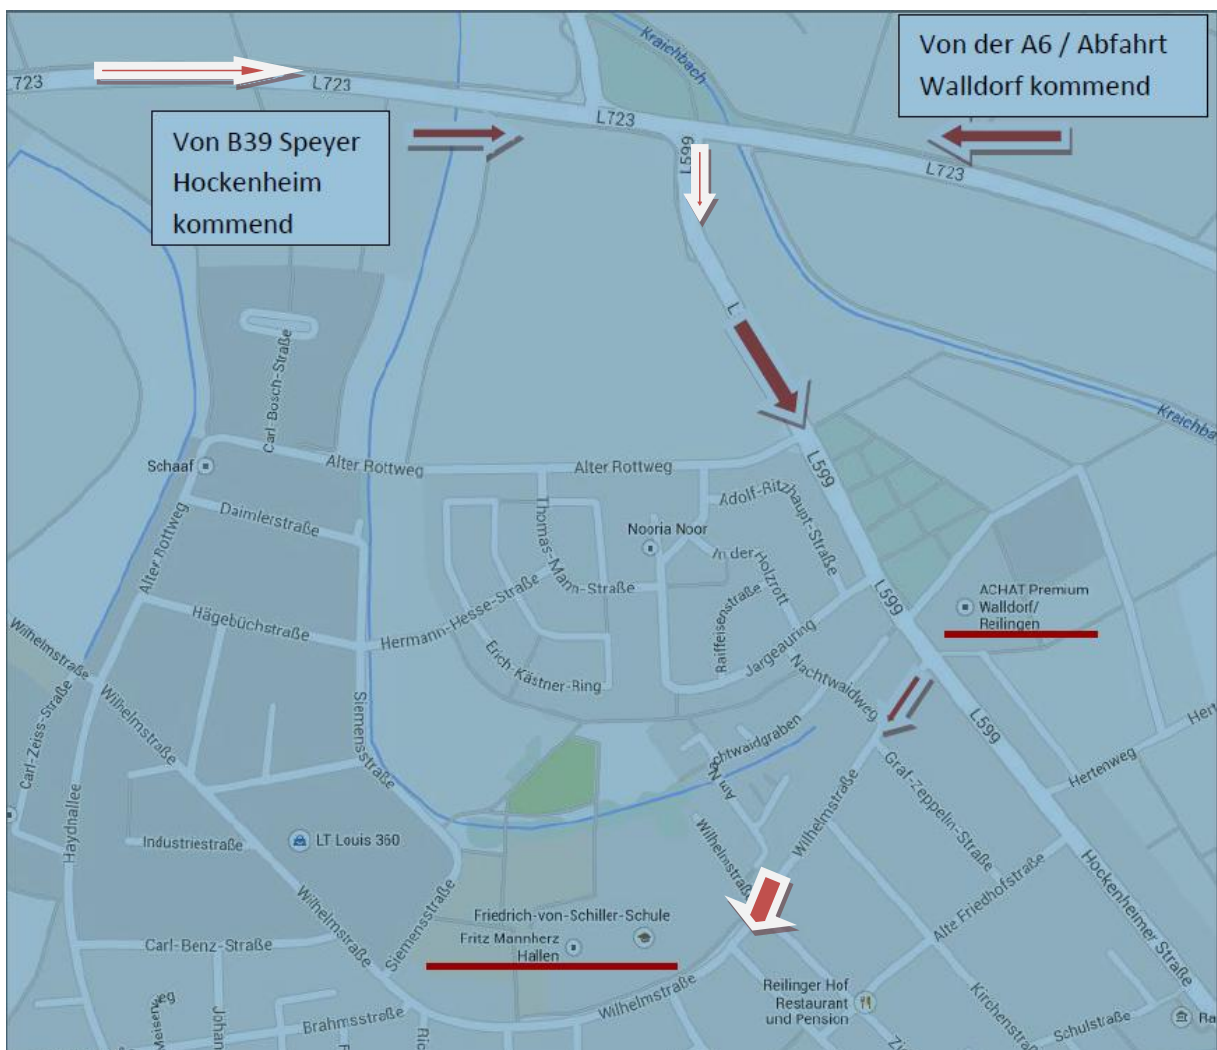 Kraichbach
Von der A6 / Abfahrt
Walldorf kommend
L723
L723
L723
L599
L723
Von B39 Speyer
Hockenheim
kommend
Carl-Bosch-Straße
Kraichbach
Schaaf
Alter Rottweg
Alter Rottweg
L599
Adolf-Ritzhaupt-Straße
Daimlerstraße
Thomas-Mann-Straße
Nooria Noor
Alter Rottweg
In der Holzrott
Raiffeisenstraße
L599
ACHAT Premium
Walldorf/
Reilingen
Hägebüchstraße
Hermann-Hesse-Straße
Wilhelmstraße
Erich-Kästner-Ring
Jargeauring
Nachtwaidweg
Carl-Zeiss-Straße
Wilhelmstraße
Siemensstraße
L599
Am Nachtwaidgraben
Hertenweg
Graf-Zeppelin-Straße
Haydnallee
Industriestraße
LT Louis 360
Wilhelmstraße
Wilhelmstraße
Hockenheimer Straße
Alte Friedhofstraße
Wilhelmstraße
Siemensstraße
Friedrich-von-Schiller-Schule
Fritz Mannherz
Hallen
Carl-Benz-Straße
Reilinger Hof
Restaurant
und Pension
Wilhelmstraße
Kirchenstraße
Schulstraße
Brahmsstraße